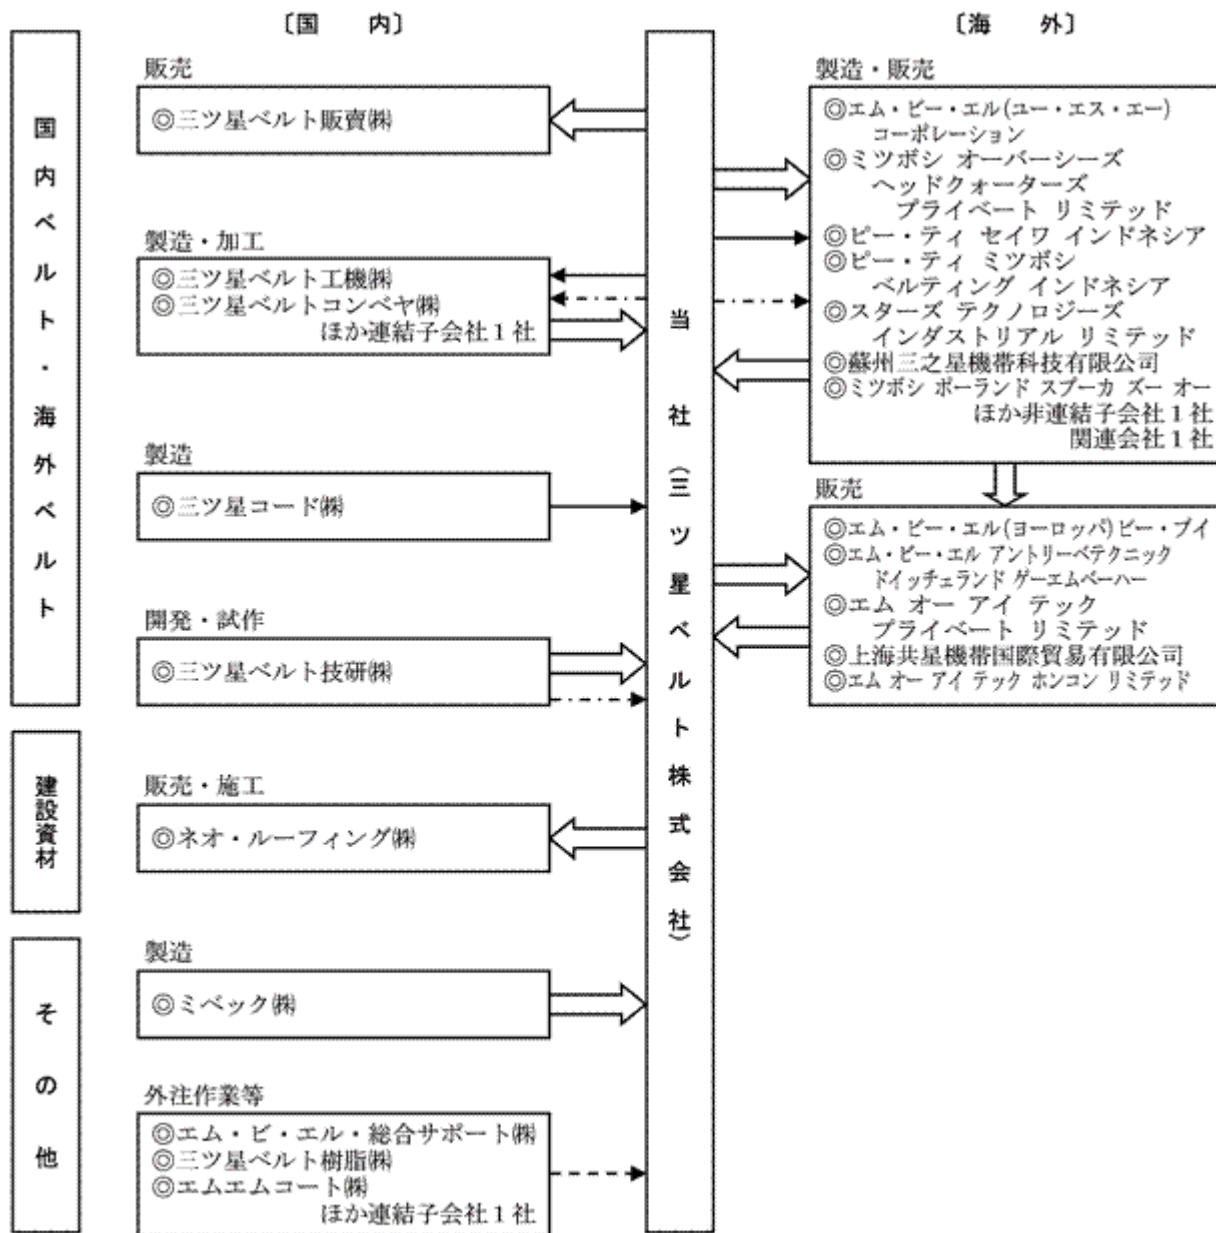 〔国　　内〕
〔海　　外〕
国内ベルト・海外ベルト
販売
◎三ツ星ベルト販賣㈱
製造・加工
◎三ツ星ベルト工機㈱
◎三ツ星ベルトコンベヤ㈱
ほか連結子会社１社
製造
◎三ツ星コード㈱
開発・試作
◎三ツ星ベルト技研㈱
建設資材
販売・施工
◎ネオ・ルーフィング㈱
その他
製造
◎ミベック㈱
外注作業等
◎エム・ビ・エル・総合サポート㈱
◎三ツ星ベルト樹脂㈱
◎エムエムコート㈱
ほか連結子会社１社
当社（三ツ星ベルト株式会社）
製造・販売
◎エム・ビー・エル(ユー・エス・エー)
コーポレーション
◎ミツボシ オーバーシーズ
ヘッドクォーターズ
プライベート リミテッド
◎ピー・ティ セイワ インドネシア
◎ピー・ティ ミツボシ
ベルティング インドネシア
◎スターズ テクノロジーズ
インダストリアル リミテッド
◎蘇州三之星機帯科技有限公司
◎ミツボシ ポーランド スプーカ ズー オー
ほか非連結子会社１社
関連会社１社
販売
◎エム・ビー・エル(ヨーロッパ)ビー・ブイ
◎エム・ビー・エル アントリーベテクニック
ドイッチェランド ゲーエムベーハー
◎エム オー アイ テック
プライベート リミテッド
◎上海共星機帯国際貿易有限公司
◎エム オー アイ テック ホンコン リミテッド